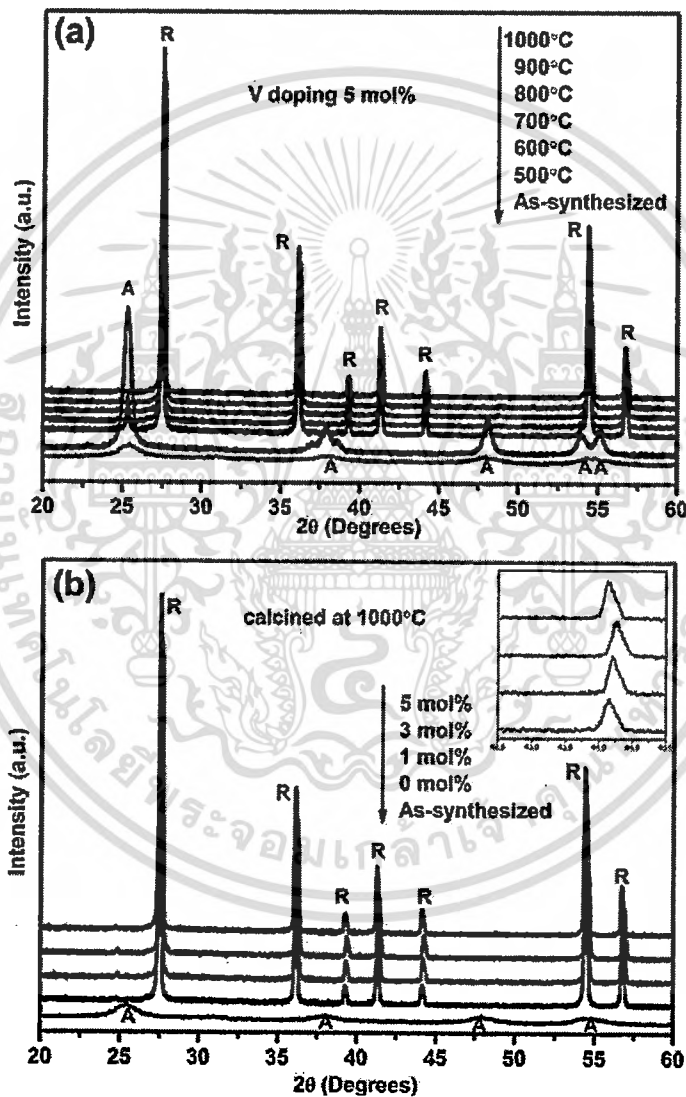 (a)
R
1000°C
900°C
800°C
700°C
600°C
500°C
As-synthesized
V doping 5 mol%
Intensity (a.u.)
A
R
R
R
R
R
R
A
A
A A
20 25 30 35 40 45 50 55 60
2θ (Degrees)
(b)
R
calcined at 1000°C
5 mol%
3 mol%
1 mol%
0 mol%
As-synthesized
Intensity (a.u.)
R
R
R
R
R
R
A
A
A
A
20 25 30 35 40 45 50 55 60
2θ (Degrees)